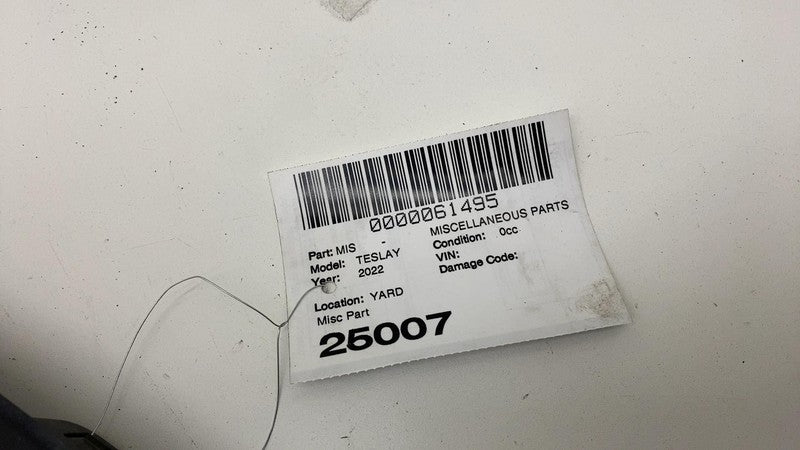 0000061495
Part: MIS - MISCELLANEOUS PARTS
Model: TESLAY Condition: 0cc
Year: 2022 VIN:
Damage Code:
Location: YARD
Misc Part
25007